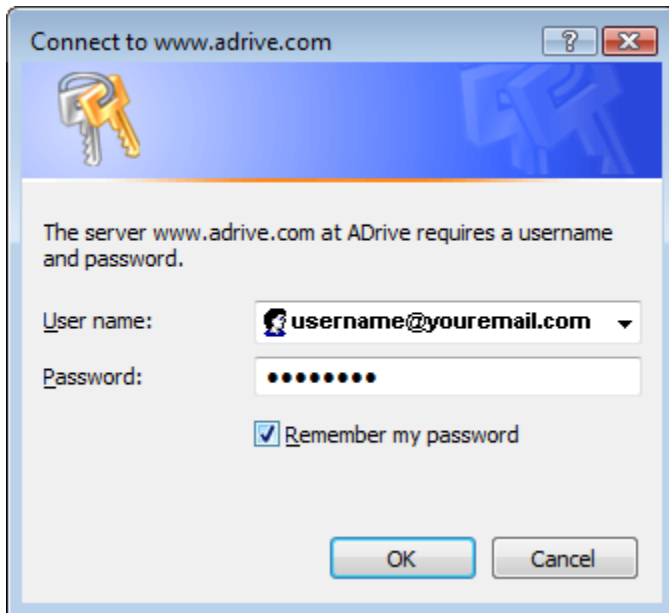 Connect to www.adrive.com
?
The server www.adrive.com at ADrive requires a username
and password.
User name: username@youremail.com
Password: ••••••••
Remember my password
OK Cancel